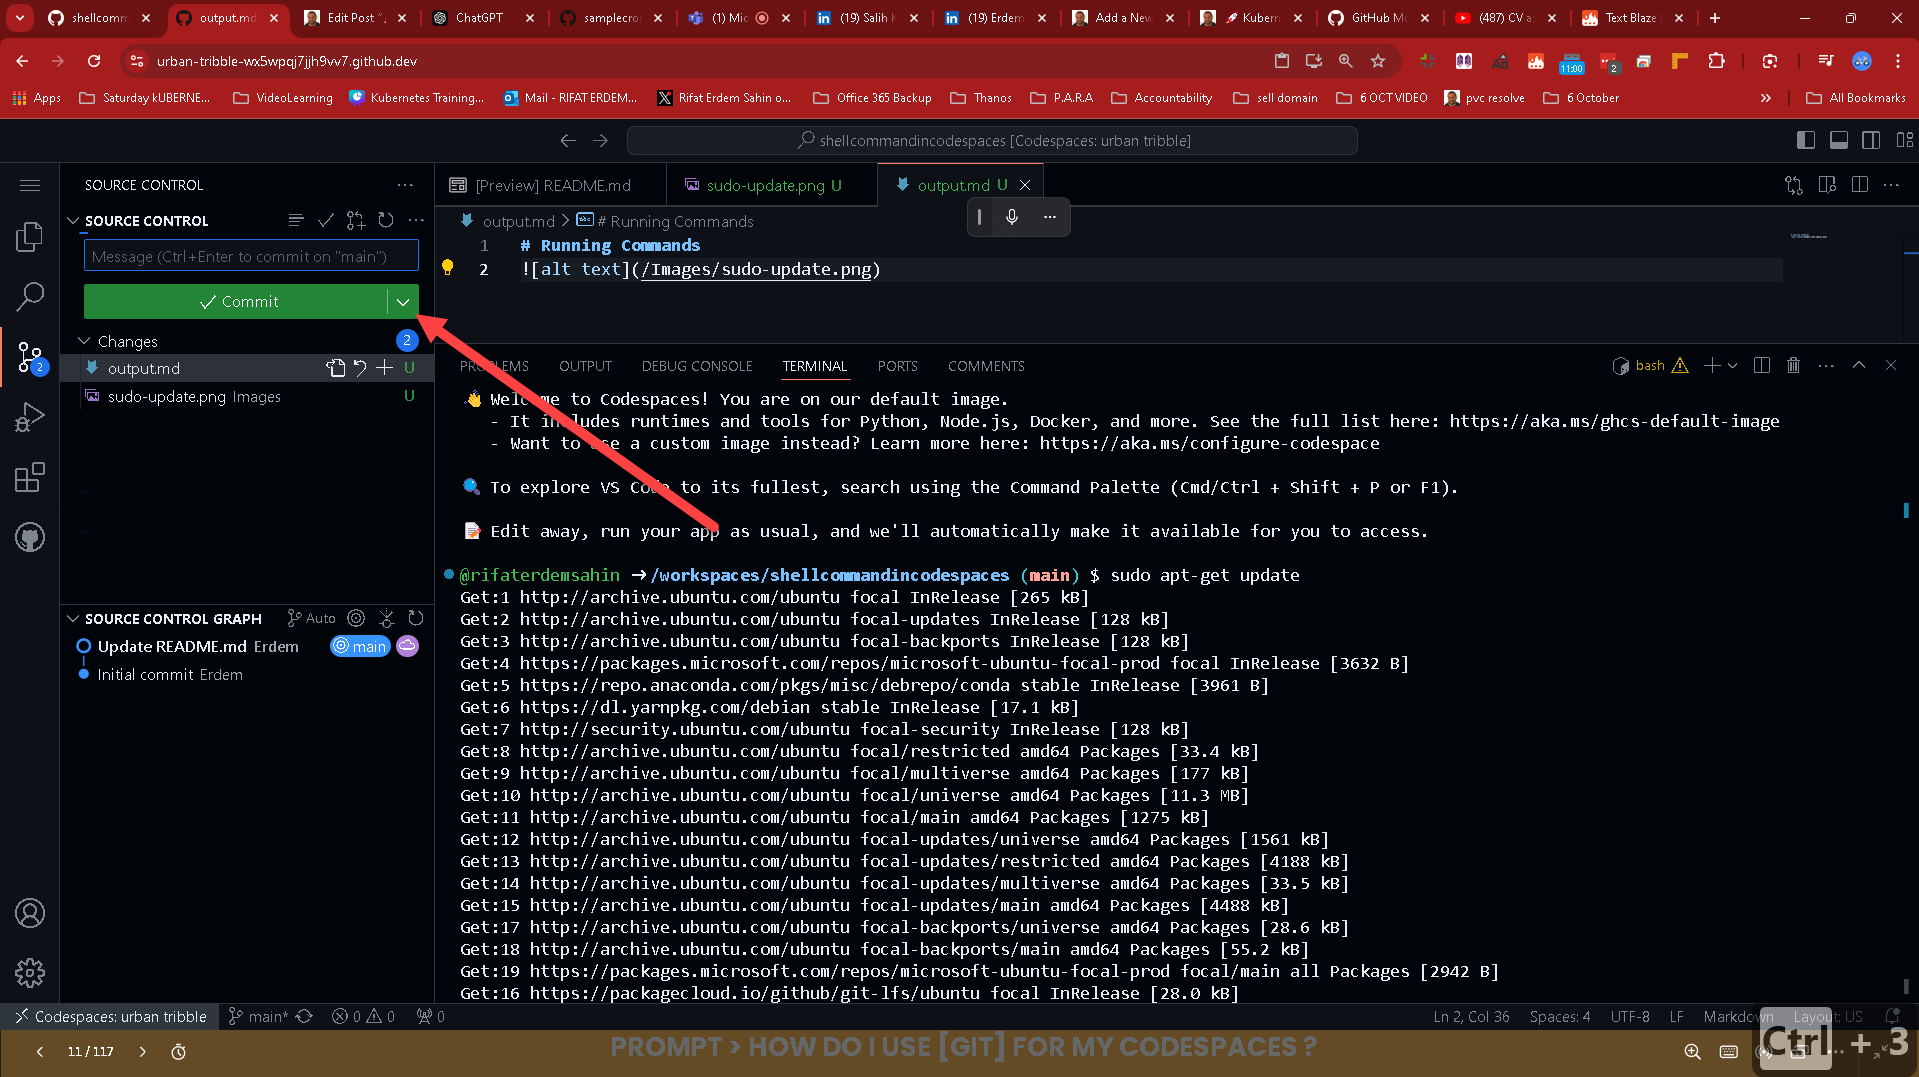 shellcomm
output.md
Edit Post "
ChatGPT
samplecro
(1) Mic
(19) Salih
(19) Erdem
Add a New
Kubern
GitHub M
(487) CV a
Text Blaze
urban-tribble-wx5wpqj7jjh9vv7.github.dev
11:00
2
Apps
Saturday kUBERNE...
VideoLearning
Kubernetes Training,...
Mail - RIFAT ERDEM...
Rifat Erdem Sahin o...
Office 365 Backup
Thanos
P.A.R.A
Accountability
sell domain
6 OCT VIDEO
pvc resolve
6 October
»
All Bookmarks
shellcommandincodespaces [Codespaces: urban tribble]
SOURCE CONTROL
[Preview] README.md
sudo-update.png U
output.md U
SOURCE CONTROL
output.md > # Running Commands
Message (Ctrl+Enter to commit on "main")
1 # Running Commands
2 ![alt text](/Images/sudo-update.png)
Commit
Changes 2
output.md U
sudo-update.png Images U
2
PROBLEMS OUTPUT DEBUG CONSOLE TERMINAL PORTS COMMENTS
bash
👋 Welcome to Codespaces! You are on our default image.
- It includes runtimes and tools for Python, Node.js, Docker, and more. See the full list here: https://aka.ms/ghcs-default-image
- Want to use a custom image instead? Learn more here: https://aka.ms/configure-codespace
🔍 To explore VS Code to its fullest, search using the Command Palette (Cmd/Ctrl + Shift + P or F1).
📝 Edit away, run your app as usual, and we'll automatically make it available for you to access.
@rifaterdemsahin ➜ /workspaces/shellcommandincodespaces (main) $ sudo apt-get update
Get:1 http://archive.ubuntu.com/ubuntu focal InRelease [265 kB]
Get:2 http://archive.ubuntu.com/ubuntu focal-updates InRelease [128 kB]
Get:3 http://archive.ubuntu.com/ubuntu focal-backports InRelease [128 kB]
Get:4 https://packages.microsoft.com/repos/microsoft-ubuntu-focal-prod focal InRelease [3632 B]
Get:5 https://repo.anaconda.com/pkgs/misc/debrepo/conda stable InRelease [3961 B]
Get:6 https://dl.yarnpkg.com/debian stable InRelease [17.1 kB]
Get:7 http://security.ubuntu.com/ubuntu focal-security InRelease [128 kB]
Get:8 http://archive.ubuntu.com/ubuntu focal/restricted amd64 Packages [33.4 kB]
Get:9 http://archive.ubuntu.com/ubuntu focal/multiverse amd64 Packages [177 kB]
Get:10 http://archive.ubuntu.com/ubuntu focal/universe amd64 Packages [11.3 MB]
Get:11 http://archive.ubuntu.com/ubuntu focal/main amd64 Packages [1275 kB]
Get:12 http://archive.ubuntu.com/ubuntu focal-updates/universe amd64 Packages [1561 kB]
Get:13 http://archive.ubuntu.com/ubuntu focal-updates/restricted amd64 Packages [4188 kB]
Get:14 http://archive.ubuntu.com/ubuntu focal-updates/multiverse amd64 Packages [33.5 kB]
Get:15 http://archive.ubuntu.com/ubuntu focal-updates/main amd64 Packages [4488 kB]
Get:17 http://archive.ubuntu.com/ubuntu focal-backports/universe amd64 Packages [28.6 kB]
Get:18 http://archive.ubuntu.com/ubuntu focal-backports/main amd64 Packages [55.2 kB]
Get:19 https://packages.microsoft.com/repos/microsoft-ubuntu-focal-prod focal/main all Packages [2942 B]
Get:16 https://packagecloud.io/github/git-lfs/ubuntu focal InRelease [28.0 kB]
SOURCE CONTROL GRAPH Auto
Update README.md Erdem main
Initial commit Erdem
Codespaces: urban tribble
main*
0 0
0
Ln 2, Col 36
Spaces: 4
UTF-8
LF
Markdown
Layout: US
11 / 117
PROMPT > HOW DO I USE [GIT] FOR MY CODESPACES ?
Ctrl + 3